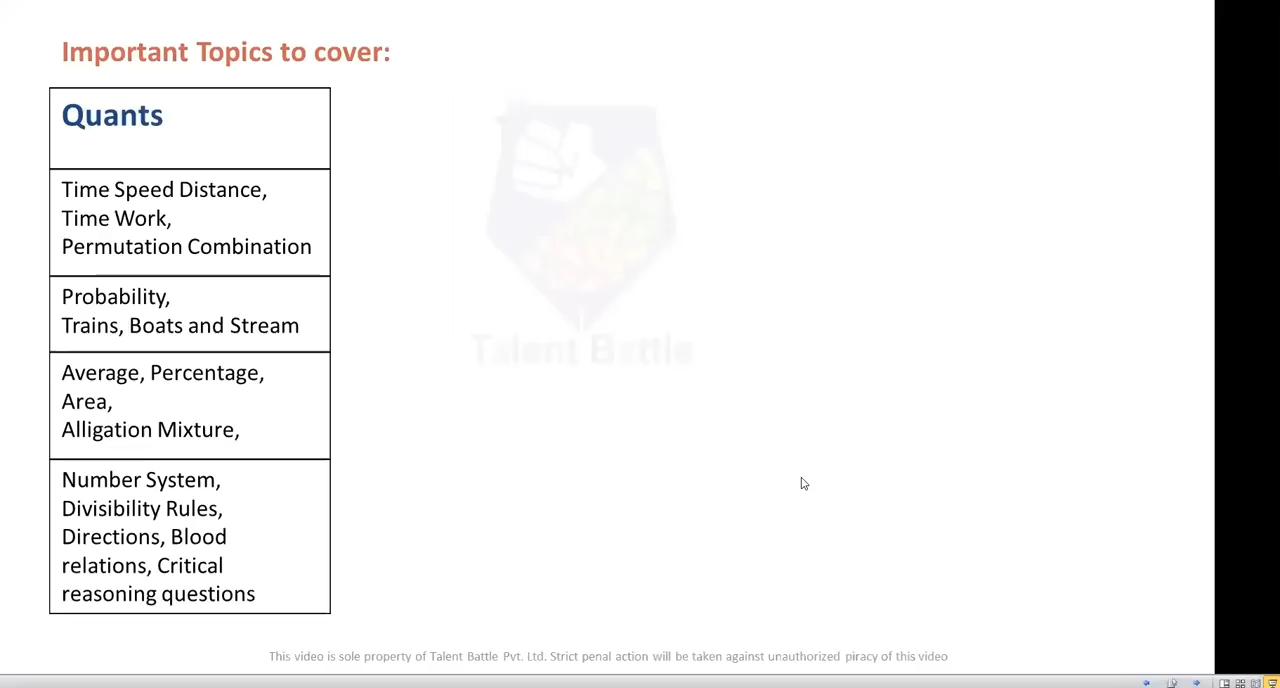 Important Topics to cover:
Quants
Time Speed Distance,
Time Work,
Permutation Combination
Probability,
Trains, Boats and Stream
Average, Percentage,
Area,
Alligation Mixture,
Number System,
Divisibility Rules,
Directions, Blood
relations, Critical
reasoning questions
Talent Battle
This video is sole property of Talent Battle Pvt. Ltd. Strict penal action will be taken against unauthorized piracy of this video